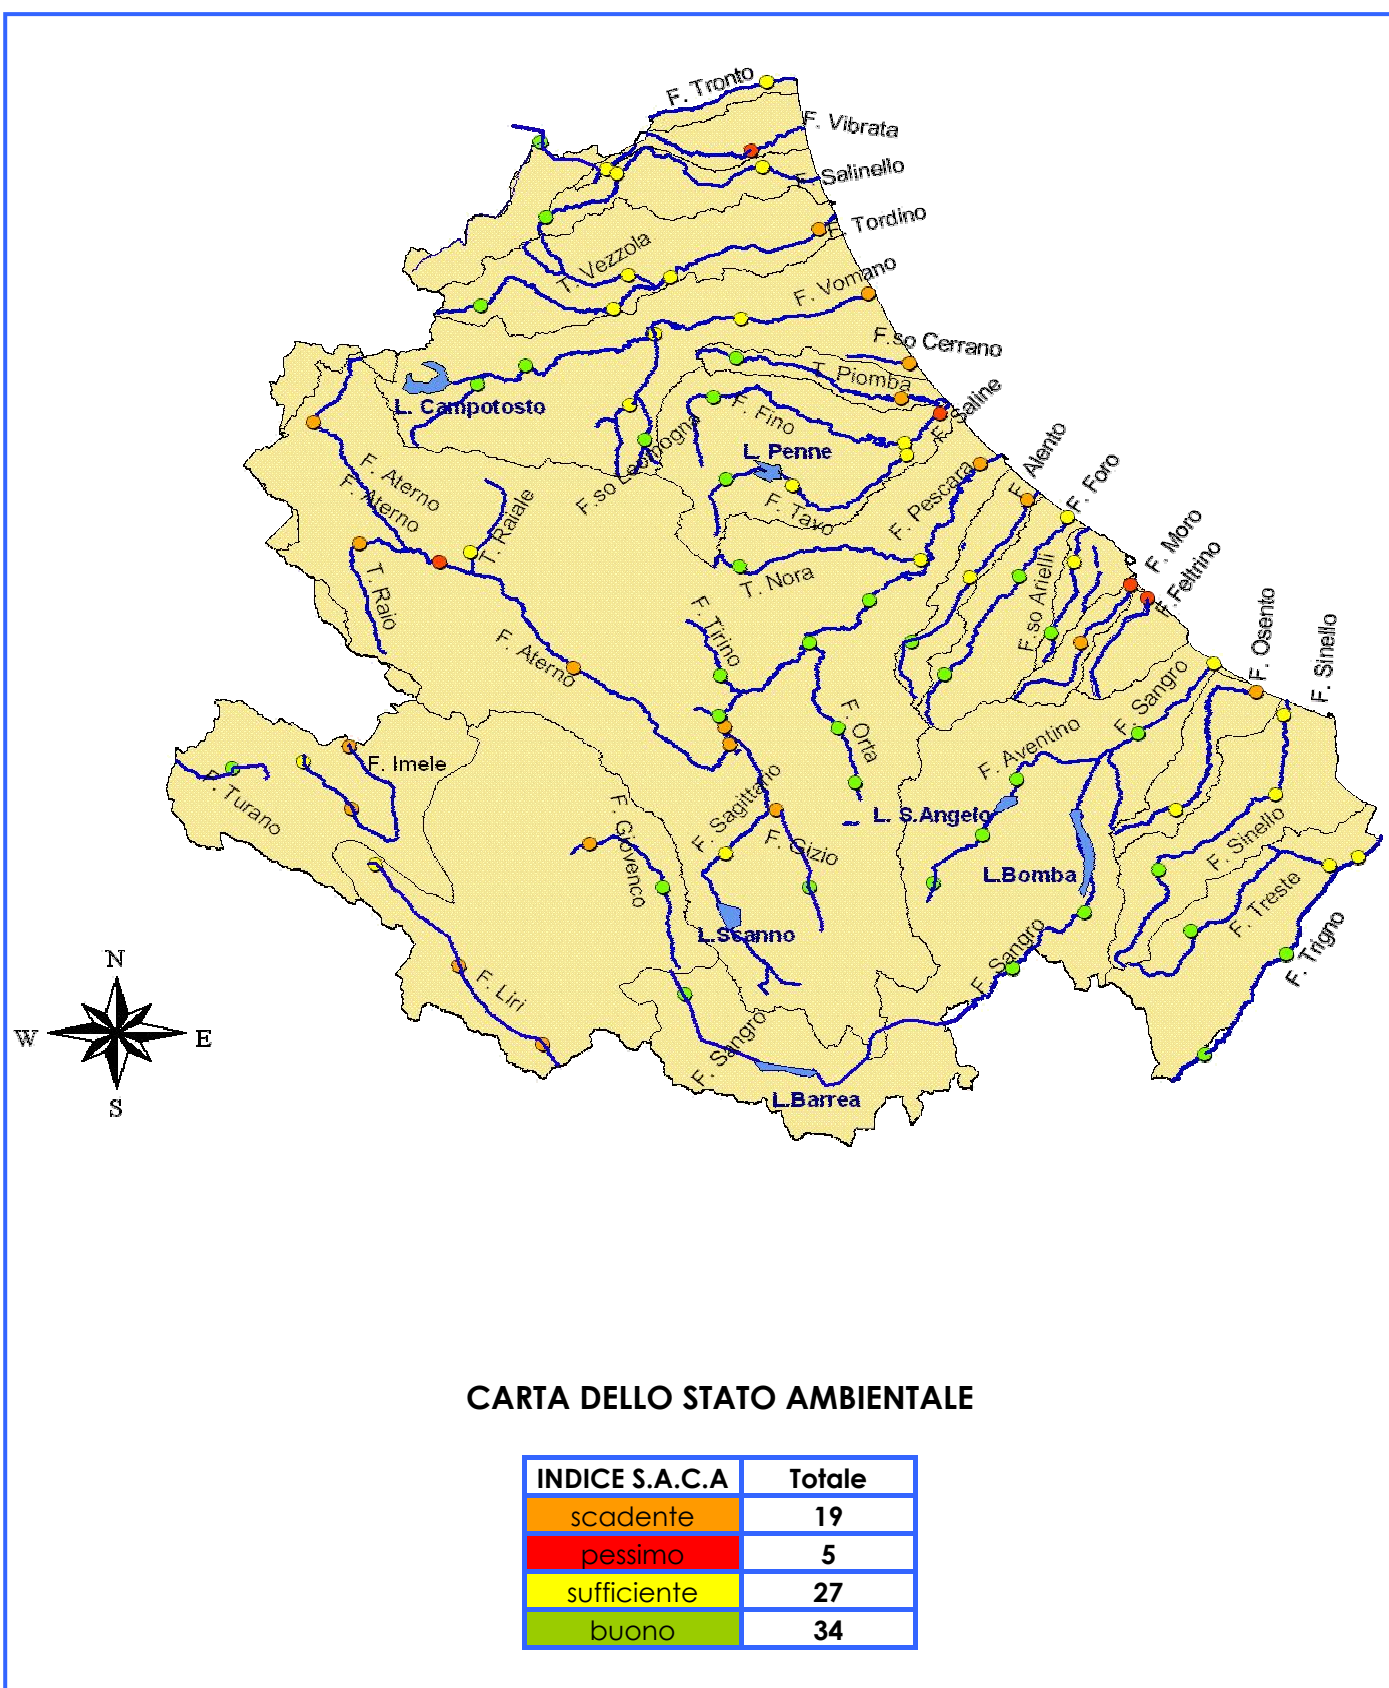 F. Tronto
F. Vibrata
F. Salinello
F. Tordino
T. Vezzola
F. Vomano
F.so Cerrano
T. Piomba
L. Campotosto
F. Fino
F. Saline
L. Penne
F.so Leomogna
F. Aterno
F. Aterno
T. Raiale
F. Tavo
F. Pescara
F. Alento
F. Foro
F. Moro
F.Feltrino
T. Nora
T. Raio
F. Tirino
F.so Arielli
F. Osento
F. Sinello
F. Aterno
F. Orta
F. Sangro
F. Aventino
F. Imele
F. Turano
F. Sagittario
F. Gizio
F. Giovenco
L. S.Angelo
L.Bomba
F. Sinello
F. Treste
F. Trigno
L.Scanno
F. Sangro
F. Liri
F. Sangro
L.Barrea
N
W
E
S
CARTA DELLO STATO AMBIENTALE
INDICE S.A.C.A Totale
scadente 19
pessimo 5
sufficiente 27
buono 34